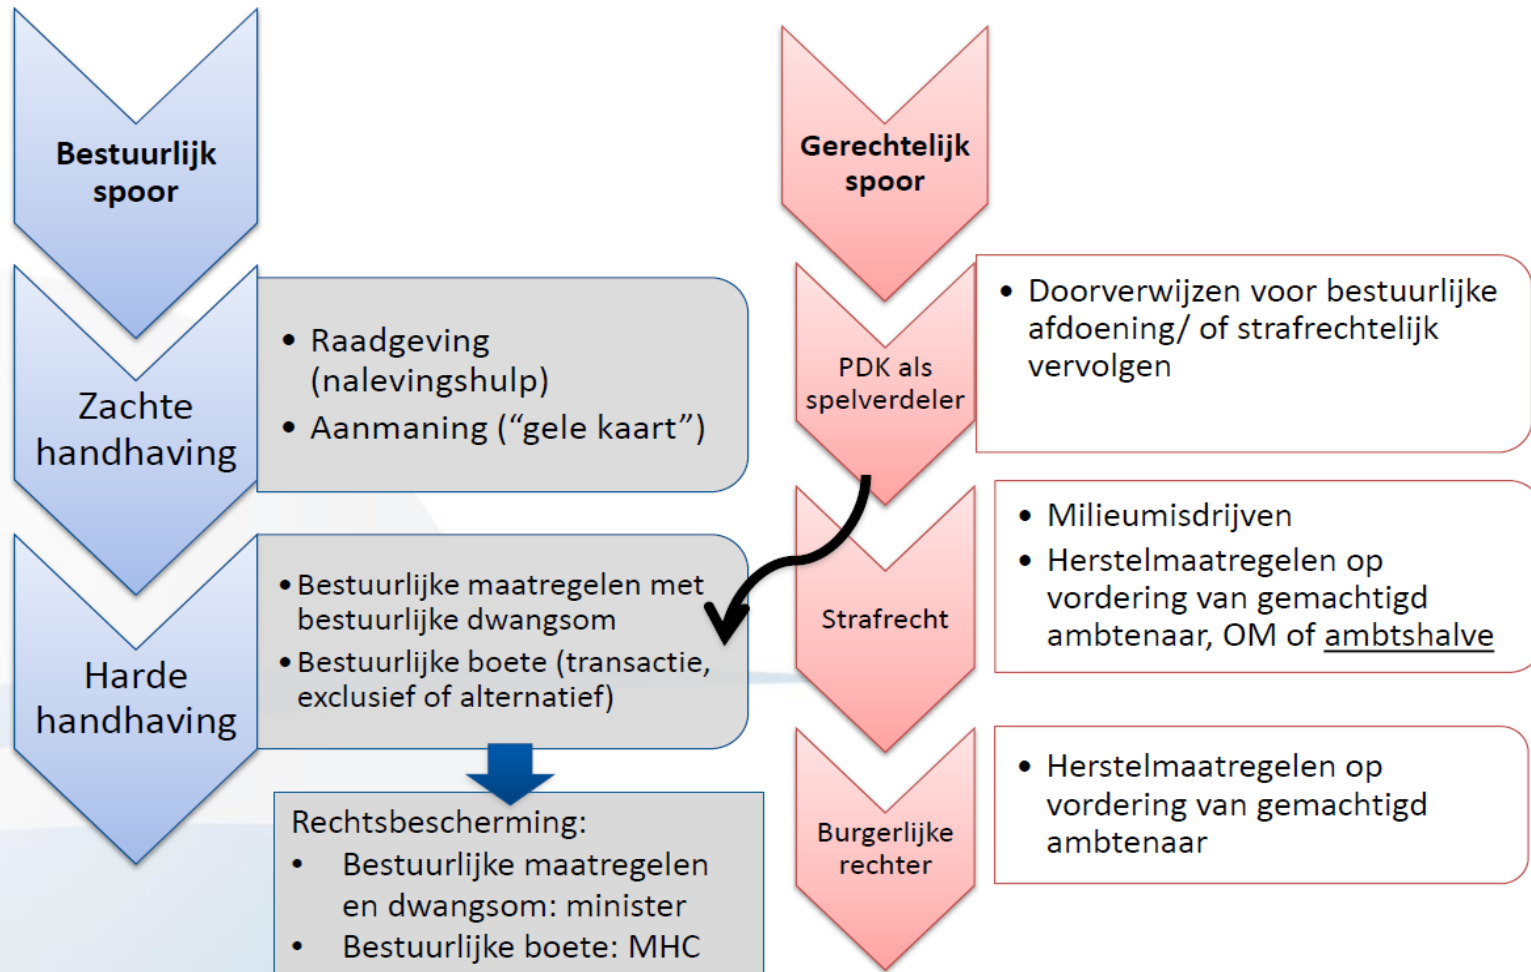 Bestuurlijk
spoor
Zachte
handhaving
• Raadgeving
(nalevingshulp)
• Aanmaning (“gele kaart”)
Harde
handhaving
• Bestuurlijke maatregelen met
bestuurlijke dwangsom
• Bestuurlijke boete (transactie,
exclusief of alternatief)
Rechtsbescherming:
• Bestuurlijke maatregelen
en dwangsom: minister
• Bestuurlijke boete: MHC
Gerechtelijk
spoor
PDK als
spelverdeler
• Doorverwijzen voor bestuurlijke
afdoening/ of strafrechtelijk
vervolgen
Strafrecht
• Milieumisdrijven
• Herstelmaatregelen op
vordering van gemachtigd
ambtenaar, OM of ambtshalve
Burgerlijke
rechter
• Herstelmaatregelen op
vordering van gemachtigd
ambtenaar